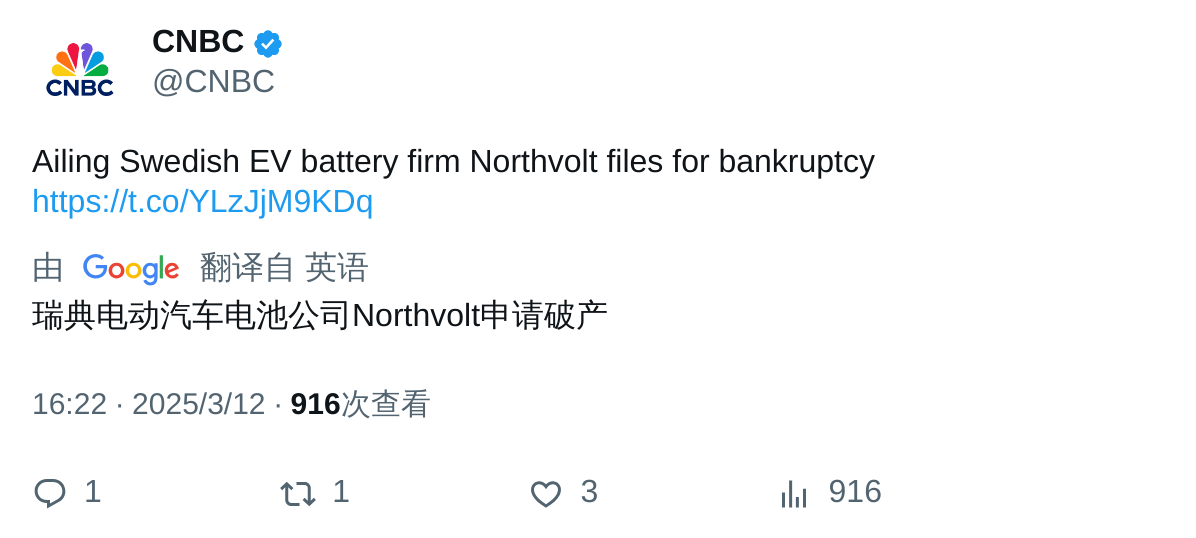 CNBC
CNBC
@CNBC
Ailing Swedish EV battery firm Northvolt files for bankruptcy
https://t.co/YLzJjM9KDq
由 Google 翻译自 英语
瑞典电动汽车电池公司Northvolt申请破产
16:22 · 2025/3/12 · 916次查看
1 1 3 916